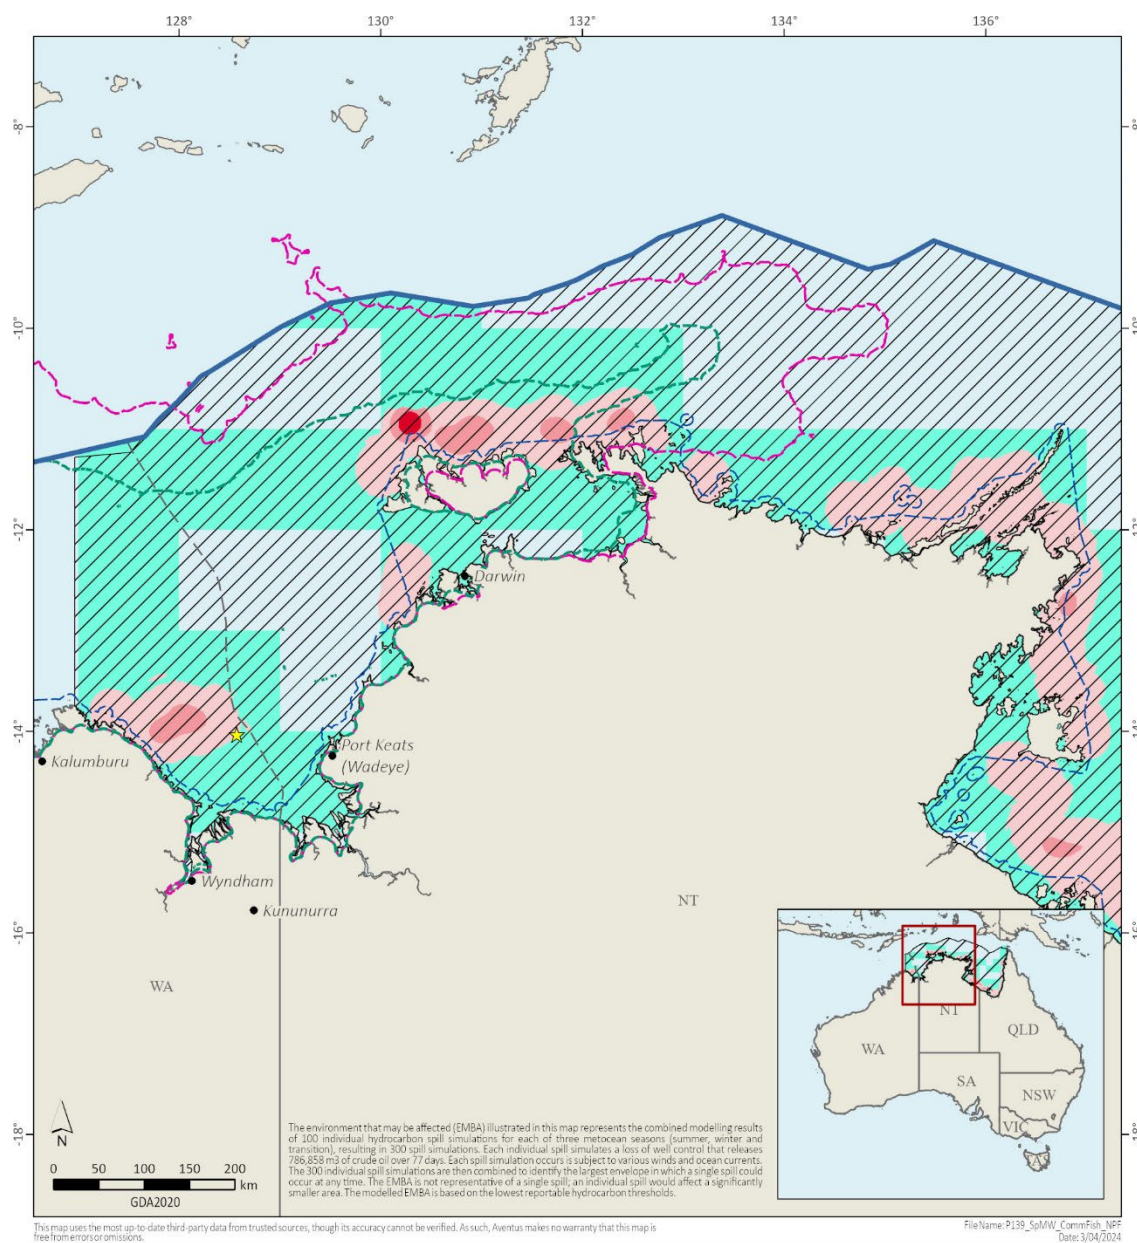 128° 130° 132° 134° 136°
-8° -8°
-10° -10°
-12° -12°
Darwin
-14° -14°
Port Keats
(Wadeye)
Kalumburu
Wyndham
Kununurra
NT
-16° -16°
WA
NT
QLD
WA
SA
NSW
VIC
TAS
-18° -18°
N
The environment that may be affected (EMBA) illustrated in this map represents the combined modelling results
of 100 individual hydrocarbon spill simulations for each of three metocean seasons (summer, winter and
transition), resulting in 300 spill simulations. Each individual spill simulates a loss of well control that releases
786,858 m3 of crude oil over 77 days. Each spill simulation occurs is subject to various winds and ocean currents.
The 300 individual spill simulations are then combined to identify the largest envelope in which a single spill could
occur at any time. The EMBA is not representative of a single spill; an individual spill would affect a significantly
smaller area. The modelled EMBA is based on the lowest reportable hydrocarbon thresholds.
0 50 100 150 200
km
GDA2020
This map uses the most up-to-date third-party data from trusted sources, though its accuracy cannot be verified. As such, Aventus makes no warranty that this map is
free from errors or omissions.
File Name: P139_SpMW_CommFish_NPF
Date: 3/04/2024